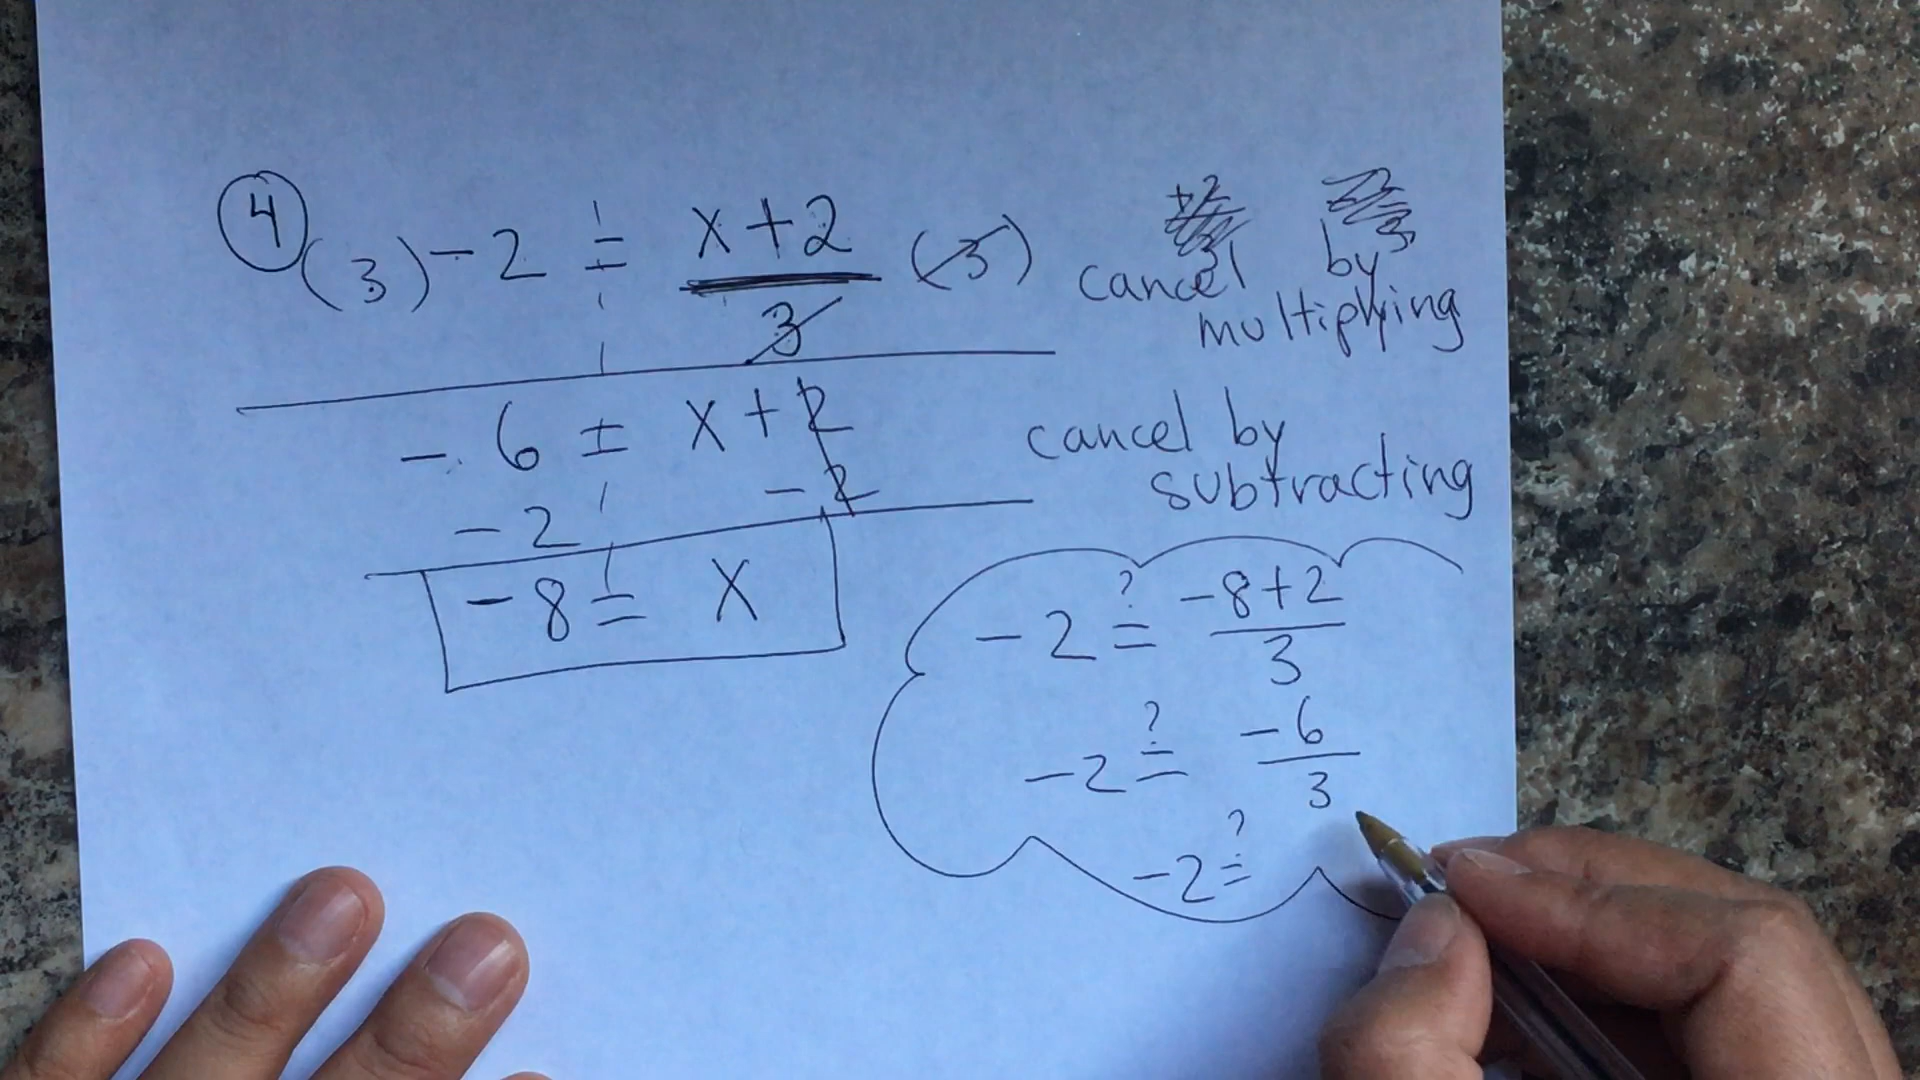 ④ (3) -2 = x+2 / 3 (3)
cancel by
multiplying
-6 = x+2
-2 -2
cancel by
subtracting
-8 = x
-2 ?= -8+2 / 3
-2 ?= -6 / 3
-2 ?=